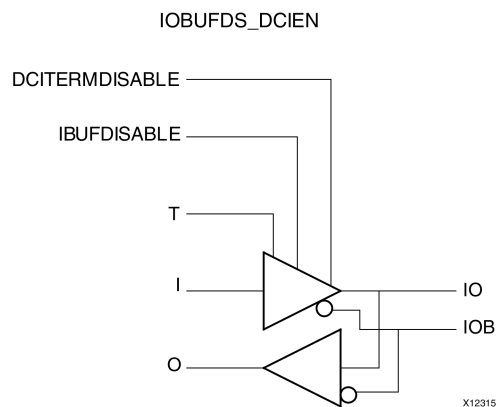 IOBUFDS_DCIEN
DCITERMDISABLE
IBUFDISABLE
T
I
IO
IOB
O
X12315